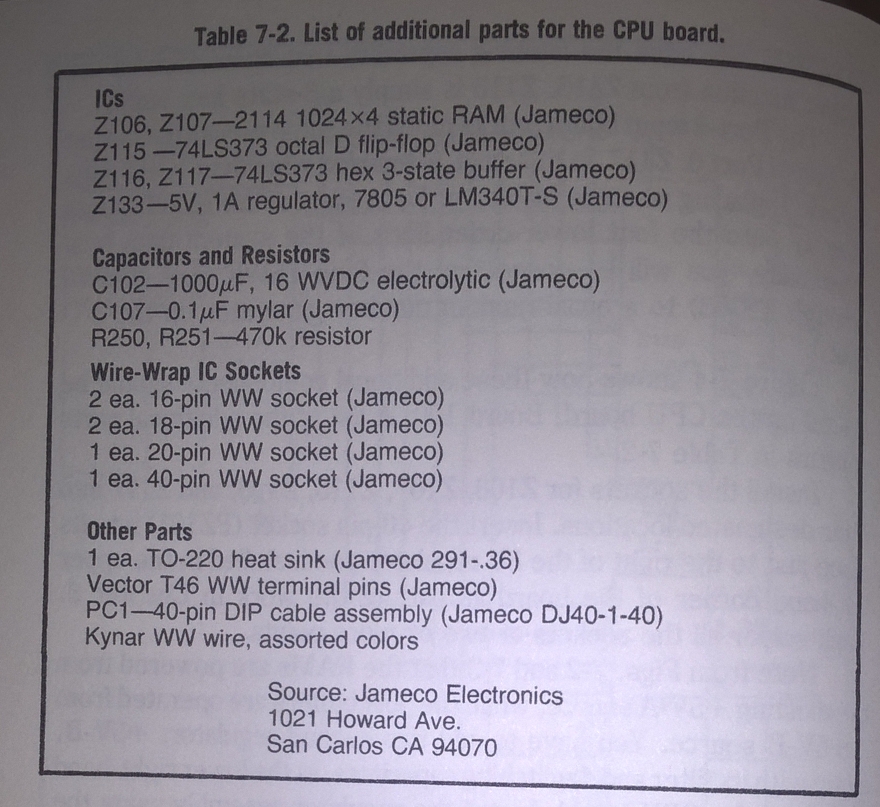 Table 7-2. List of additional parts for the CPU board.
ICs
Z106, Z107—2114 1024×4 static RAM (Jameco)
Z115 —74LS373 octal D flip-flop (Jameco)
Z116, Z117—74LS373 hex 3-state buffer (Jameco)
Z133—5V, 1A regulator, 7805 or LM340T-S (Jameco)
Capacitors and Resistors
C102—1000μF, 16 WVDC electrolytic (Jameco)
C107—0.1μF mylar (Jameco)
R250, R251—470k resistor
Wire-Wrap IC Sockets
2 ea. 16-pin WW socket (Jameco)
2 ea. 18-pin WW socket (Jameco)
1 ea. 20-pin WW socket (Jameco)
1 ea. 40-pin WW socket (Jameco)
Other Parts
1 ea. TO-220 heat sink (Jameco 291-.36)
Vector T46 WW terminal pins (Jameco)
PC1—40-pin DIP cable assembly (Jameco DJ40-1-40)
Kynar WW wire, assorted colors
Source: Jameco Electronics
1021 Howard Ave.
San Carlos CA 94070